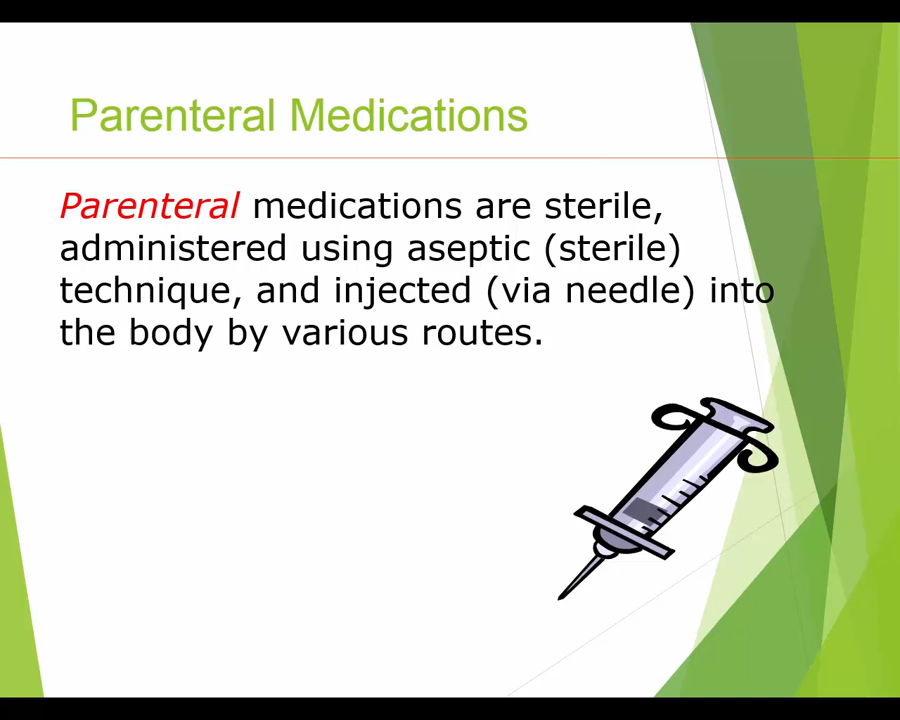 Parenteral Medications
Parenteral medications are sterile,
administered using aseptic (sterile)
technique, and injected (via needle) into
the body by various routes.